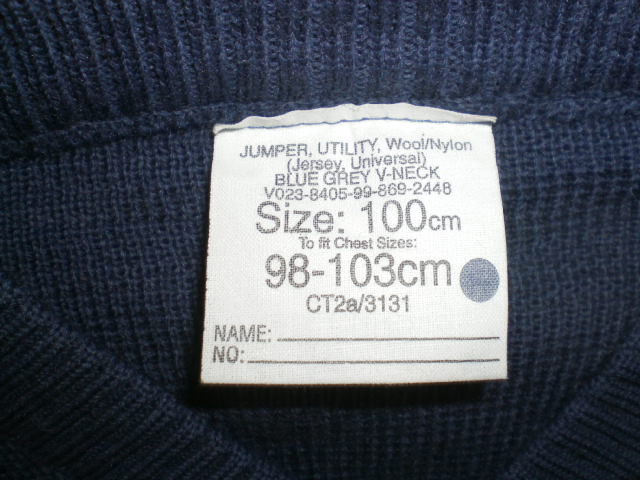 JUMPER, UTILITY, Wool/Nylon
(Jersey, Universal)
BLUE GREY V-NECK
V023-8405-99-869-2448
Size: 100cm
To fit Chest Sizes:
98-103cm
CT2a/3131
NAME:
NO: